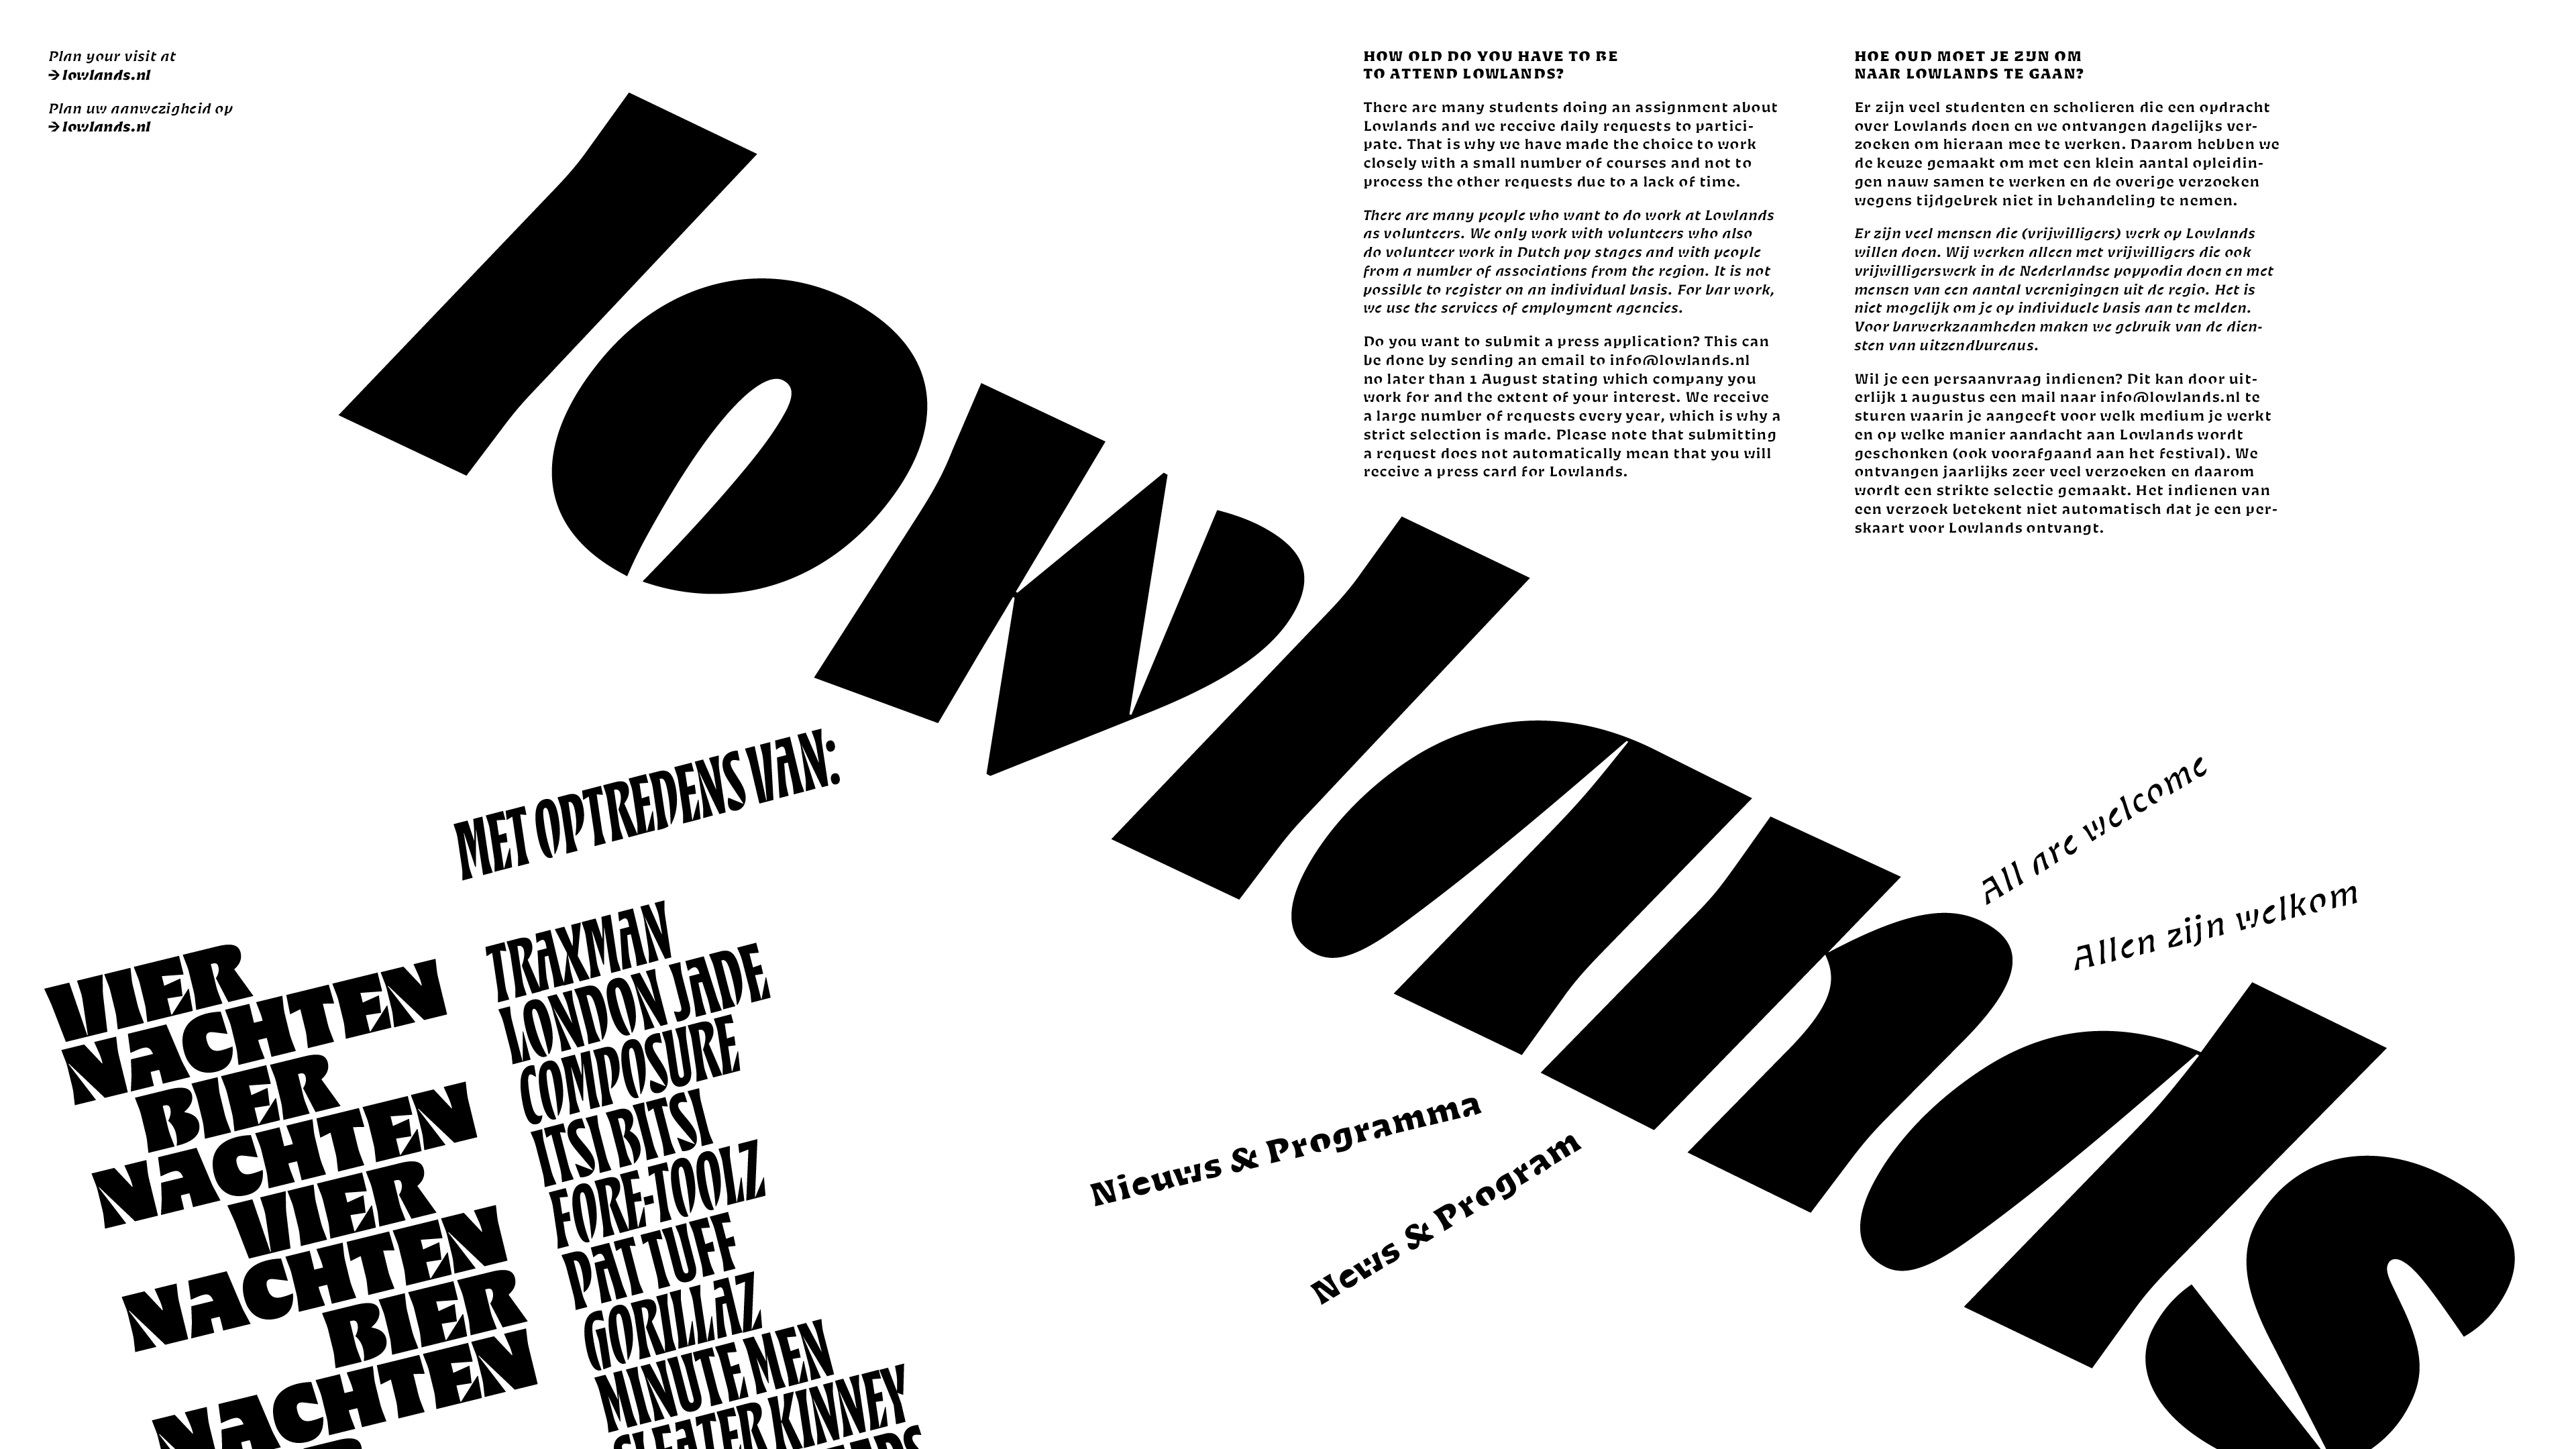 Plan your visit at
→ lowlands.nl
Plan uw aanwezigheid op
→ lowlands.nl
HOW OLD DO YOU HAVE TO BE
TO ATTEND LOWLANDS?
There are many students doing an assignment about
Lowlands and we receive daily requests to partici-
pate. That is why we have made the choice to work
closely with a small number of courses and not to
process the other requests due to a lack of time.
There are many people who want to do work at Lowlands
as volunteers. We only work with volunteers who also
do volunteer work in Dutch pop stages and with people
from a number of associations from the region. It is not
possible to register on an individual basis. For bar work,
we use the services of employment agencies.
Do you want to submit a press application? This can
be done by sending an email to info@lowlands.nl
no later than 1 August stating which company you
work for and the extent of your interest. We receive
a large number of requests every year, which is why a
strict selection is made. Please note that submitting
a request does not automatically mean that you will
receive a press card for Lowlands.
HOE OUD MOET JE ZIJN OM
NAAR LOWLANDS TE GAAN?
Er zijn veel studenten en scholieren die een opdracht
over Lowlands doen en we ontvangen dagelijks ver-
zoeken om hieraan mee te werken. Daarom hebben we
de keuze gemaakt om met een klein aantal opleidin-
gen nauw samen te werken en de overige verzoeken
wegens tijdgebrek niet in behandeling te nemen.
Er zijn veel mensen die (vrijwilligers) werk op Lowlands
willen doen. Wij werken alleen met vrijwilligers die ook
vrijwilligerswerk in de Nederlandse poppodia doen en met
mensen van een aantal verenigingen uit de regio. Het is
niet mogelijk om je op individuele basis aan te melden.
Voor barwerkzaamheden maken we gebruik van de dien-
sten van uitzendbureaus.
Wil je een persaanvraag indienen? Dit kan door uit-
erlijk 1 augustus een mail naar info@lowlands.nl te
sturen waarin je aangeeft voor welk medium je werkt
en op welke manier aandacht aan Lowlands wordt
geschonken (ook voorafgaand aan het festival). We
ontvangen jaarlijks zeer veel verzoeken en daarom
wordt een strikte selectie gemaakt. Het indienen van
een verzoek betekent niet automatisch dat je een per-
skaart voor Lowlands ontvangt.
lowlands
MET OPTREDENS VAN:
TRAXMAN
LONDON JADE
COMPOSURE
ITSI BITSI
FORE-TOOLZ
PAT TUFF
GORILLAZ
MINUTE MEN
SLEATER KINNEY
VIER
NACHTEN
BIER
NACHTEN
VIER
NACHTEN
BIER
NACHTEN
Nieuws & Programma
News & Program
All are welcome
Allen zijn welkom